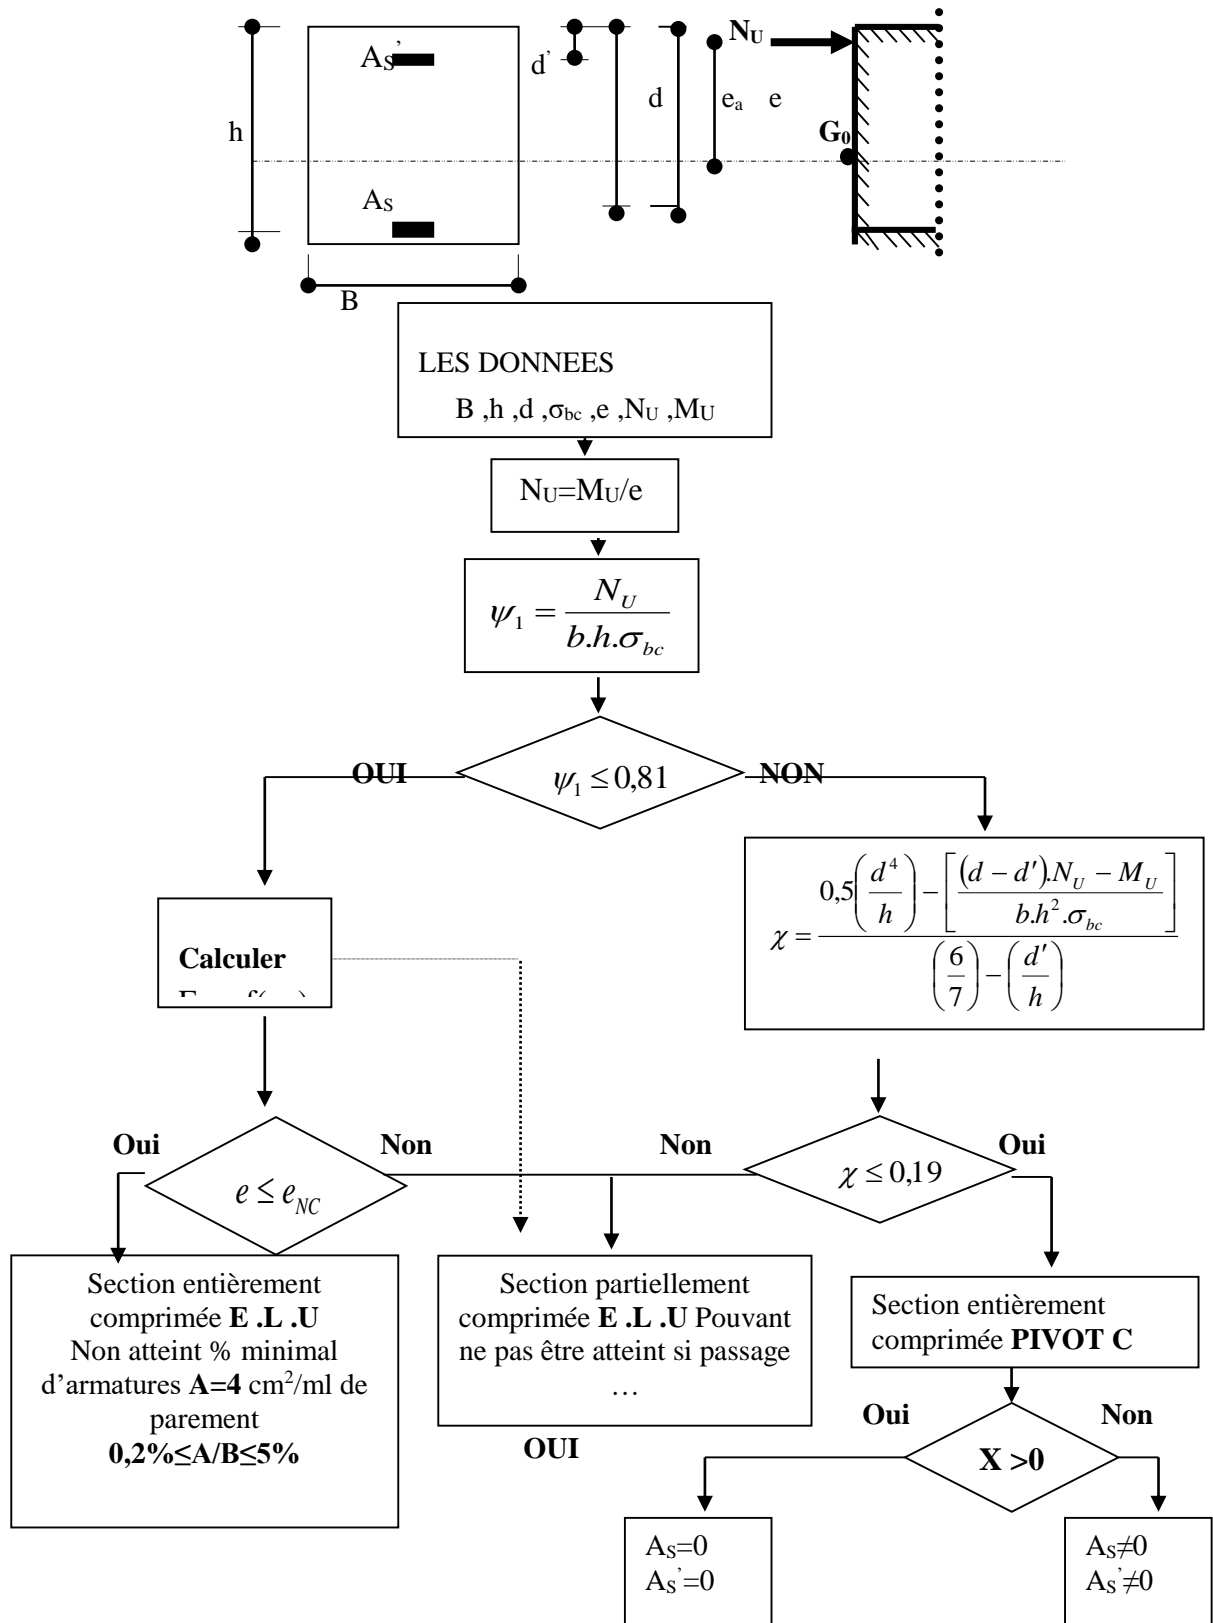 A_S'
d'
N_U
h
d
e_a e
G_0
A_S
B
LES DONNEES
B ,h ,d ,σ_bc ,e ,N_U ,M_U
N_U=M_U/e
ψ_1 = N_U / b.h.σ_bc
OUI
ψ_1 ≤ 0,81
NON
χ = (0,5(d^4/h) − [((d − d').N_U − M_U) / (b.h^2.σ_bc)]) / ((6/7) − (d'/h))
Calculer
Oui
Non
Non
Oui
e ≤ e_NC
χ ≤ 0,19
Section entièrement
comprimée E .L .U
Non atteint % minimal
d'armatures A=4 cm²/ml de
parement
0,2%≤A/B≤5%
Section partiellement
comprimée E .L .U Pouvant
ne pas être atteint si passage
…
OUI
Section entièrement
comprimée PIVOT C
Oui
Non
X >0
A_S=0
A_S'=0
A_S≠0
A_S'≠0